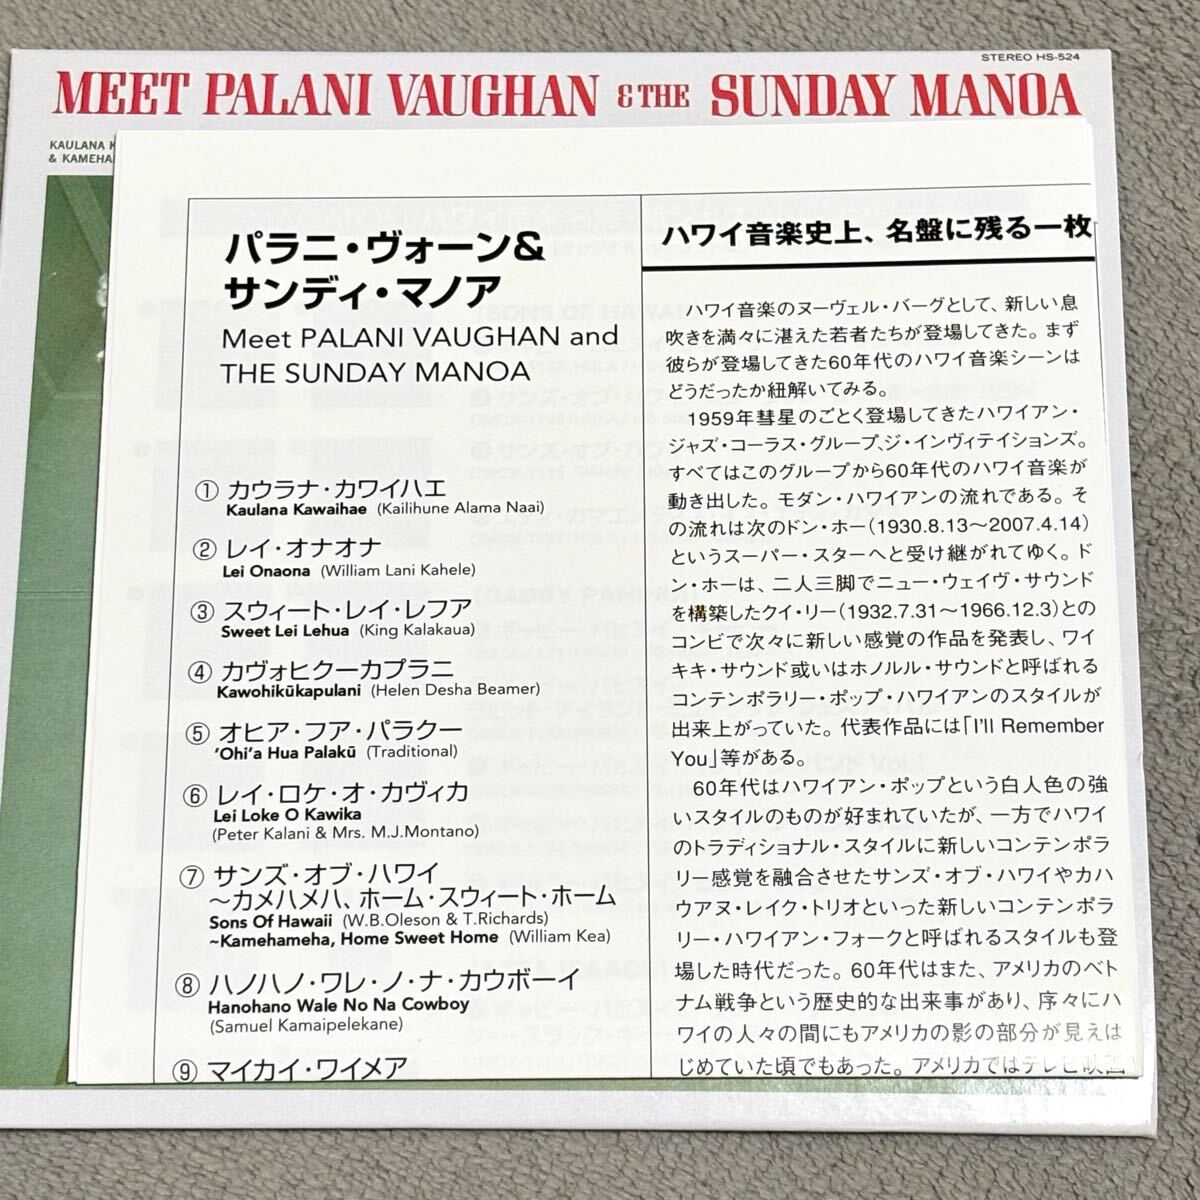 STEREO HS-524
MEET PALANI VAUGHAN & THE SUNDAY MANOA
KAULANA K
& KAMEHA
パラニ・ヴォーン&
サンディ・マノア
Meet PALANI VAUGHAN and
THE SUNDAY MANOA
① カウラナ・カワイハエ
Kaulana Kawaihae (Kailihune Alama Naai)
② レイ・オナオナ
Lei Onaona (William Lani Kahele)
③ スウィート・レイ・レフア
Sweet Lei Lehua (King Kalakaua)
④ カヴォヒクーカプラニ
Kawohikūkapulani (Helen Desha Beamer)
⑤ オヒア・フア・パラクー
'Ohi'a Hua Palakū (Traditional)
⑥ レイ・ロケ・オ・カヴィカ
Lei Loke O Kawika
(Peter Kalani & Mrs. M.J.Montano)
⑦ サンズ・オブ・ハワイ
～カメハメハ、ホーム・スウィート・ホーム
Sons Of Hawaii (W.B.Oleson & T.Richards)
~Kamehameha, Home Sweet Home (William Kea)
⑧ ハノハノ・ワレ・ノ・ナ・カウボーイ
Hanohano Wale No Na Cowboy
(Samuel Kamaipelekane)
⑨ マイカイ・ワイメア
ハワイ音楽史上、名盤に残る一枚
ハワイ音楽のヌーヴェル・バーグとして、新しい息
吹きを満々に湛えた若者たちが登場してきた。まず
彼らが登場してきた60年代のハワイ音楽シーンは
どうだったか紐解いてみる。
1959年彗星のごとく登場してきたハワイアン・
ジャズ・コーラス・グループ,ジ・インヴィテイションズ。
すべてはこのグループから60年代のハワイ音楽が
動き出した。モダン・ハワイアンの流れである。そ
の流れは次のドン・ホー(1930.8.13～2007.4.14)
というスーパー・スターへと受け継がれてゆく。ド
ン・ホーは、二人三脚でニュー・ウェイヴ・サウンド
を構築したクイ・リー(1932.7.31～1966.12.3)との
コンビで次々に新しい感覚の作品を発表し、ワイ
キキ・サウンド或いはホノルル・サウンドと呼ばれる
コンテンポラリー・ポップ・ハワイアンのスタイルが
出来上がっていった。代表作品には「I'll Remember
You」等がある。
60年代はハワイアン・ポップという白人色の強
いスタイルのものが好まれていたが、一方でハワイ
のトラディショナル・スタイルに新しいコンテンポラ
リー感覚を融合させたサンズ・オブ・ハワイやカハ
ウアヌ・レイク・トリオといった新しいコンテンポラ
リー・ハワイアン・フォークと呼ばれるスタイルも登
場した時代だった。60年代はまた、アメリカのベト
ナム戦争という歴史的な出来事があり、序々にハ
ワイの人々の間にもアメリカの影の部分が見えは
じめていた頃でもあった。アメリカではテレビ映画